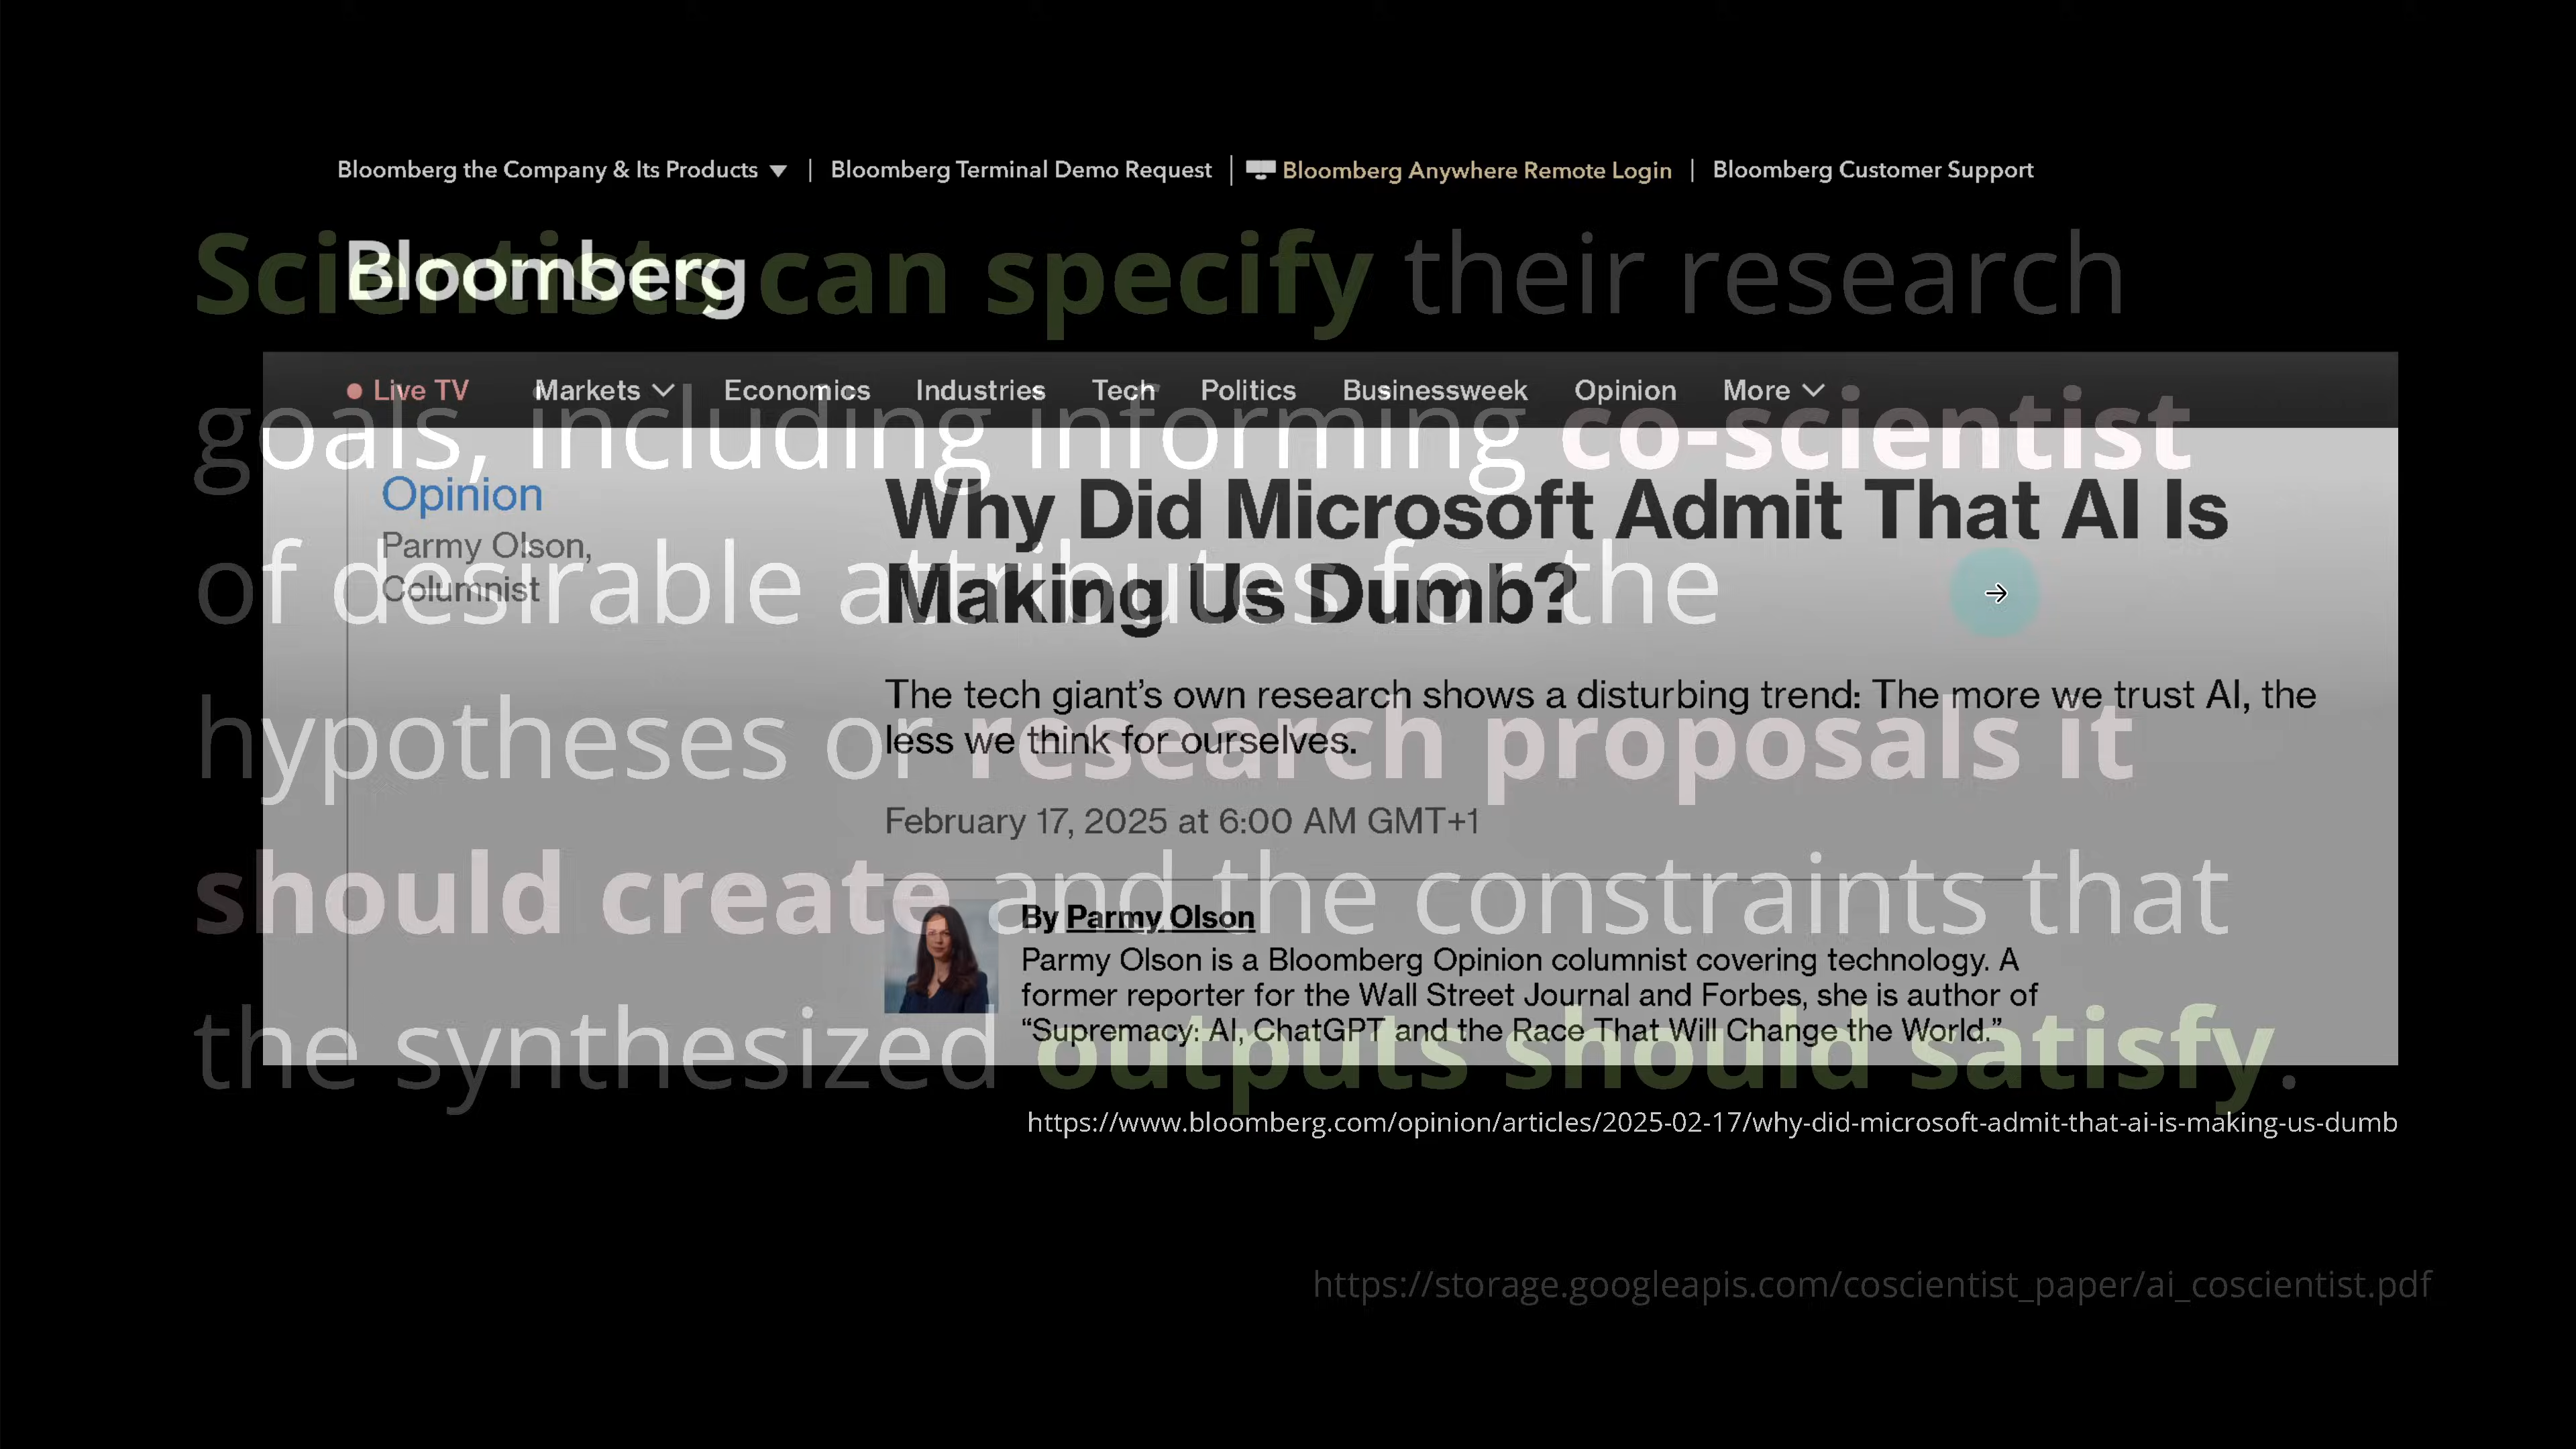 Bloomberg the Company & Its Products ▼ | Bloomberg Terminal Demo Request | Bloomberg Anywhere Remote Login | Bloomberg Customer Support
Bloomberg
Live TV Markets Economics Industries Tech Politics Businessweek Opinion More
Opinion
Parmy Olson,
Columnist
Why Did Microsoft Admit That AI Is
Making Us Dumb?
The tech giant’s own research shows a disturbing trend: The more we trust AI, the
less we think for ourselves.
February 17, 2025 at 6:00 AM GMT+1
By Parmy Olson
Parmy Olson is a Bloomberg Opinion columnist covering technology. A
former reporter for the Wall Street Journal and Forbes, she is author of
“Supremacy: AI, ChatGPT and the Race That Will Change the World.”
https://www.bloomberg.com/opinion/articles/2025-02-17/why-did-microsoft-admit-that-ai-is-making-us-dumb
Scientists can specify their research
goals, including informing co-scientist
of desirable attributes for the
hypotheses or research proposals it
should create and the constraints that
the synthesized outputs should satisfy.
https://storage.googleapis.com/coscientist_paper/ai_coscientist.pdf